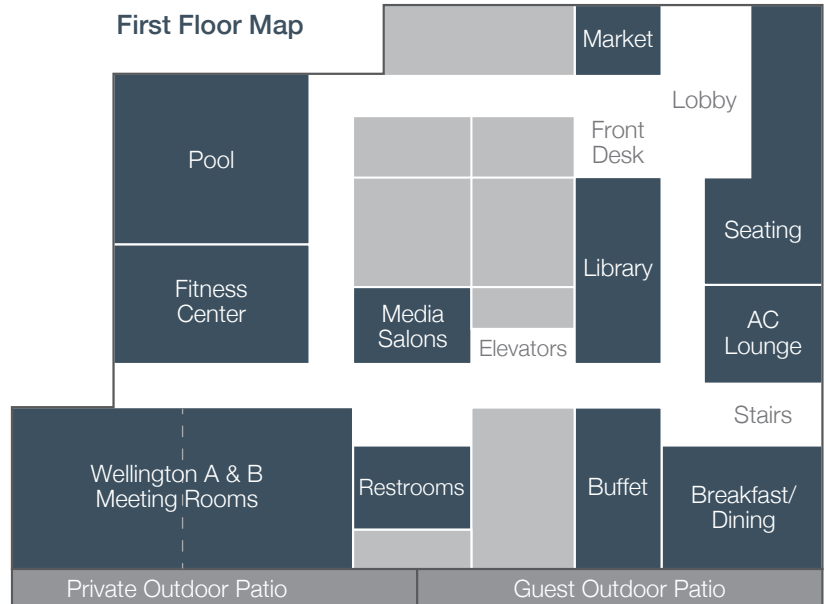 First Floor Map
Market
Lobby
Front
Desk
Pool
Seating
Library
Fitness
Center
Media
Salons
AC
Lounge
Elevators
Stairs
Wellington A & B
Meeting Rooms
Restrooms
Buffet
Breakfast/
Dining
Private Outdoor Patio
Guest Outdoor Patio